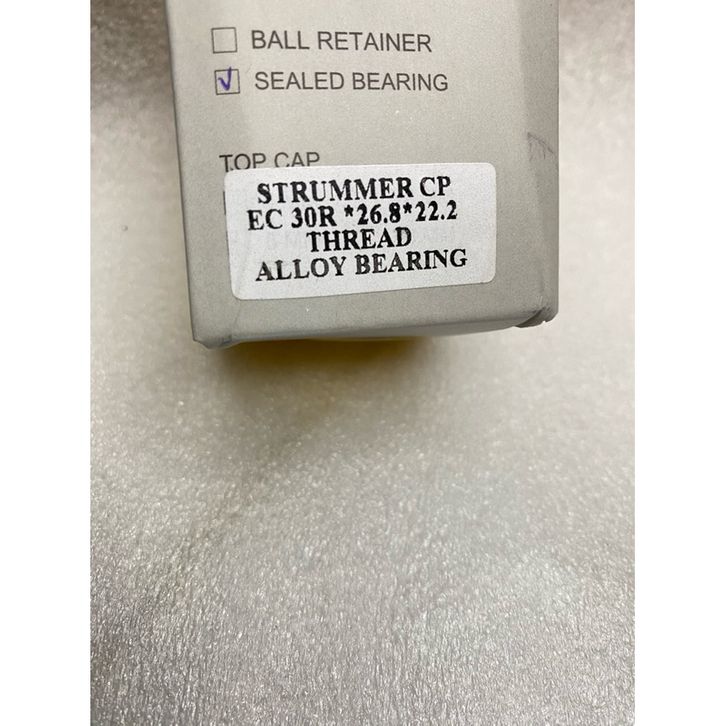 BALL RETAINER
SEALED BEARING
TOP CAP
STRUMMER CP
EC 30R *26.8*22.2
THREAD
ALLOY BEARING